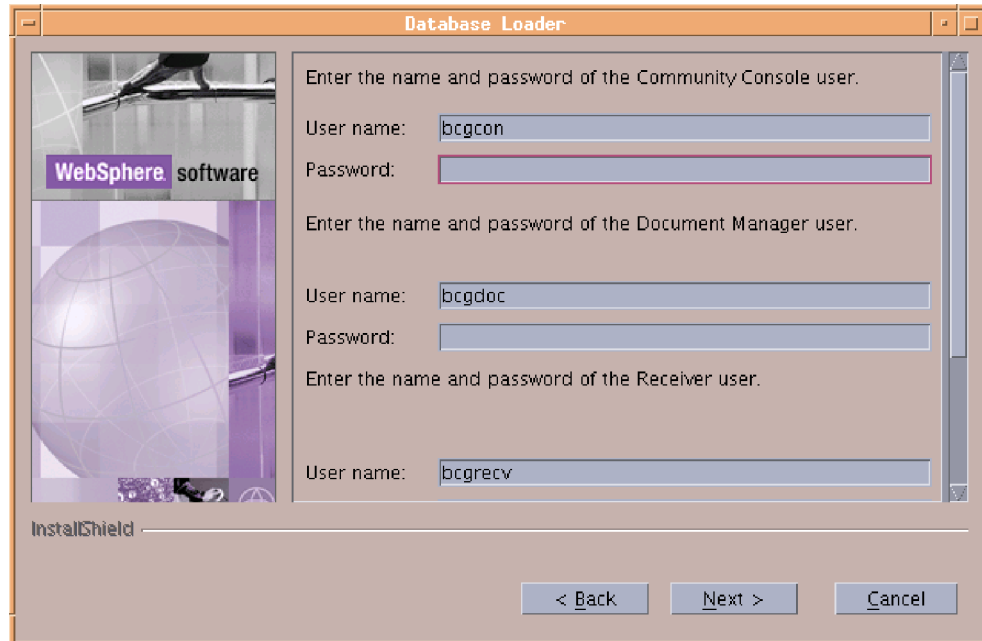 Database Loader
WebSphere software
Enter the name and password of the Community Console user.
User name: bcgcon
Password:
Enter the name and password of the Document Manager user.
User name: bcgdoc
Password:
Enter the name and password of the Receiver user.
User name: bcgrecv
InstallShield
< Back Next > Cancel